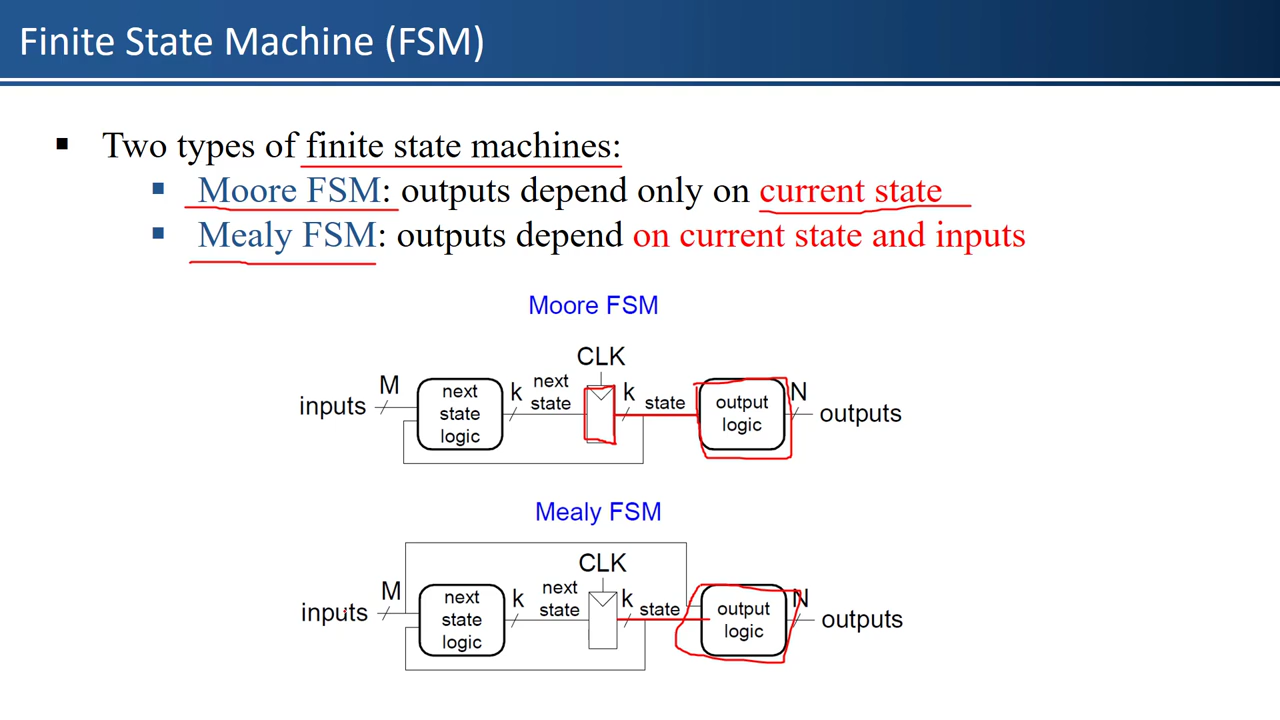 Finite State Machine (FSM)
▪ Two types of finite state machines:
▪ Moore FSM: outputs depend only on current state
▪ Mealy FSM: outputs depend on current state and inputs
Moore FSM
CLK
inputs M next state logic k next state k state output logic N outputs
Mealy FSM
CLK
inputs M next state logic k next state k state output logic N outputs